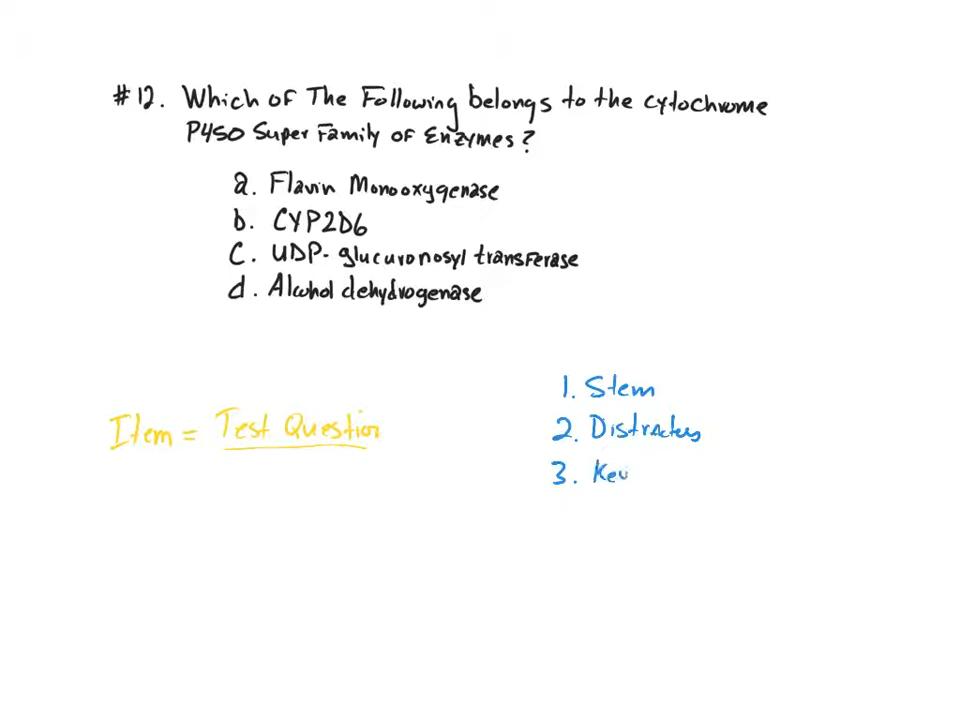 #12. Which of The Following belongs to the cytochrome
P450 Super Family of Enzymes?
a. Flavin Monooxygenase
b. CYP2D6
c. UDP-glucuronosyl transferase
d. Alcohol dehydrogenase
Item = Test Question
1. Stem
2. Distractors
3. Key